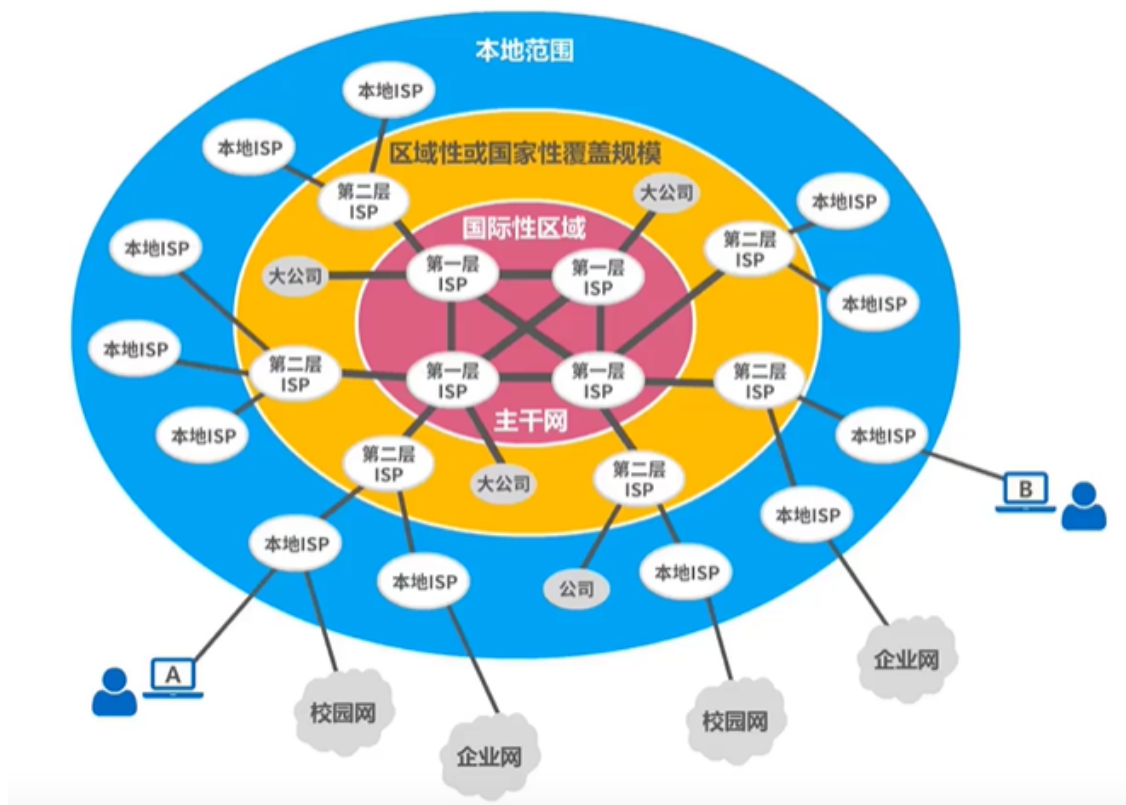 本地范围
本地ISP
本地ISP
区域性或国家性覆盖规模
第二层
ISP
大公司
本地ISP
国际性区域
第二层
ISP
本地ISP
大公司
第一层
ISP
第一层
ISP
本地ISP
本地ISP
第二层
ISP
第一层
ISP
第一层
ISP
第二层
ISP
主干网
本地ISP
本地ISP
第二层
ISP
第二层
ISP
大公司
B
本地ISP
本地ISP
本地ISP
本地ISP
公司
企业网
A
校园网
校园网
企业网